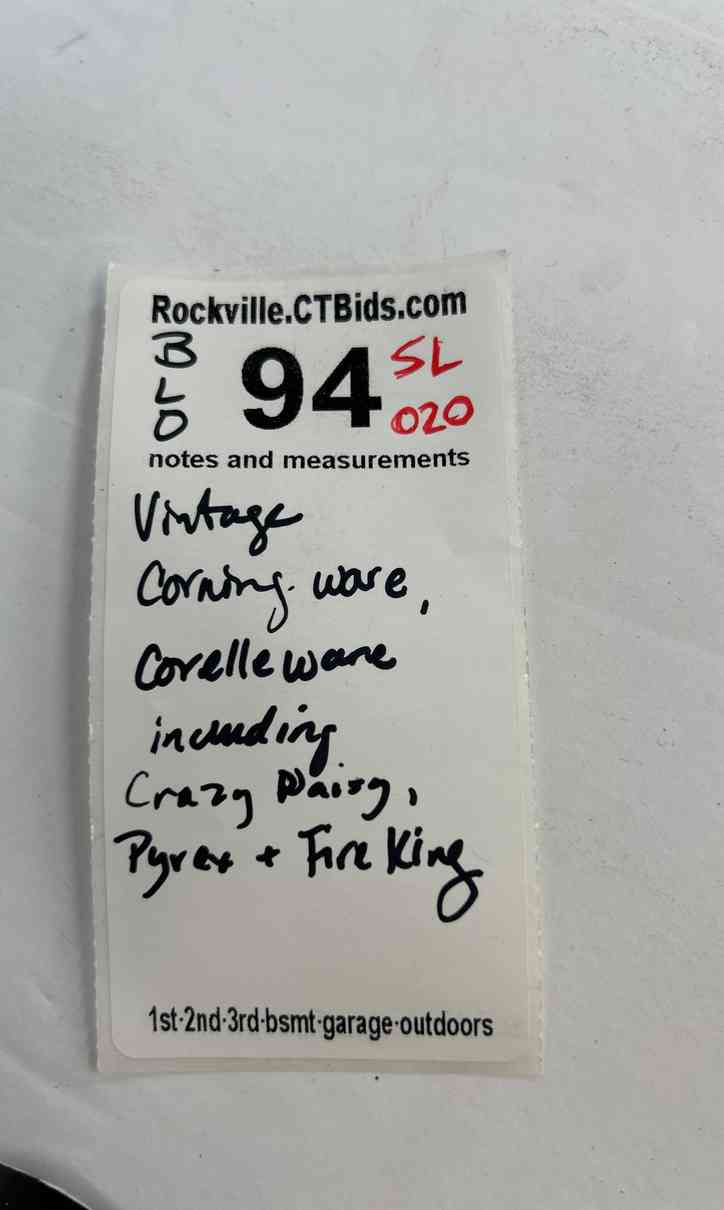 Rockville.CTBids.com
BLO 94 SL
020
notes and measurements
Vintage
Corning ware,
Corelle ware
including
Crazy Daisy,
Pyrex + Fire King
1st·2nd·3rd·bsmt·garage·outdoors